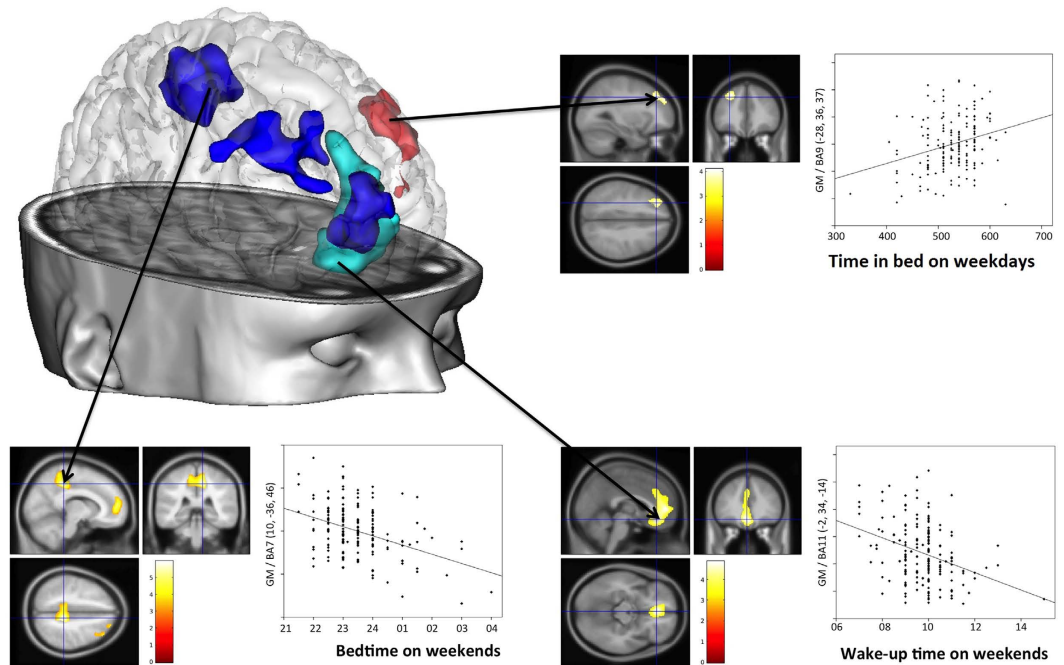 GM / BA9 (-28, 36, 37)
4
3
2
1
0
300 400 500 600 700
Time in bed on weekdays
GM / BA7 (10, -36, 46)
5
4
3
2
1
0
21 22 23 24 01 02 03 04
Bedtime on weekends
GM / BA11 (-2, 34, -14)
4
3
2
1
0
06 08 10 12 14
Wake-up time on weekends